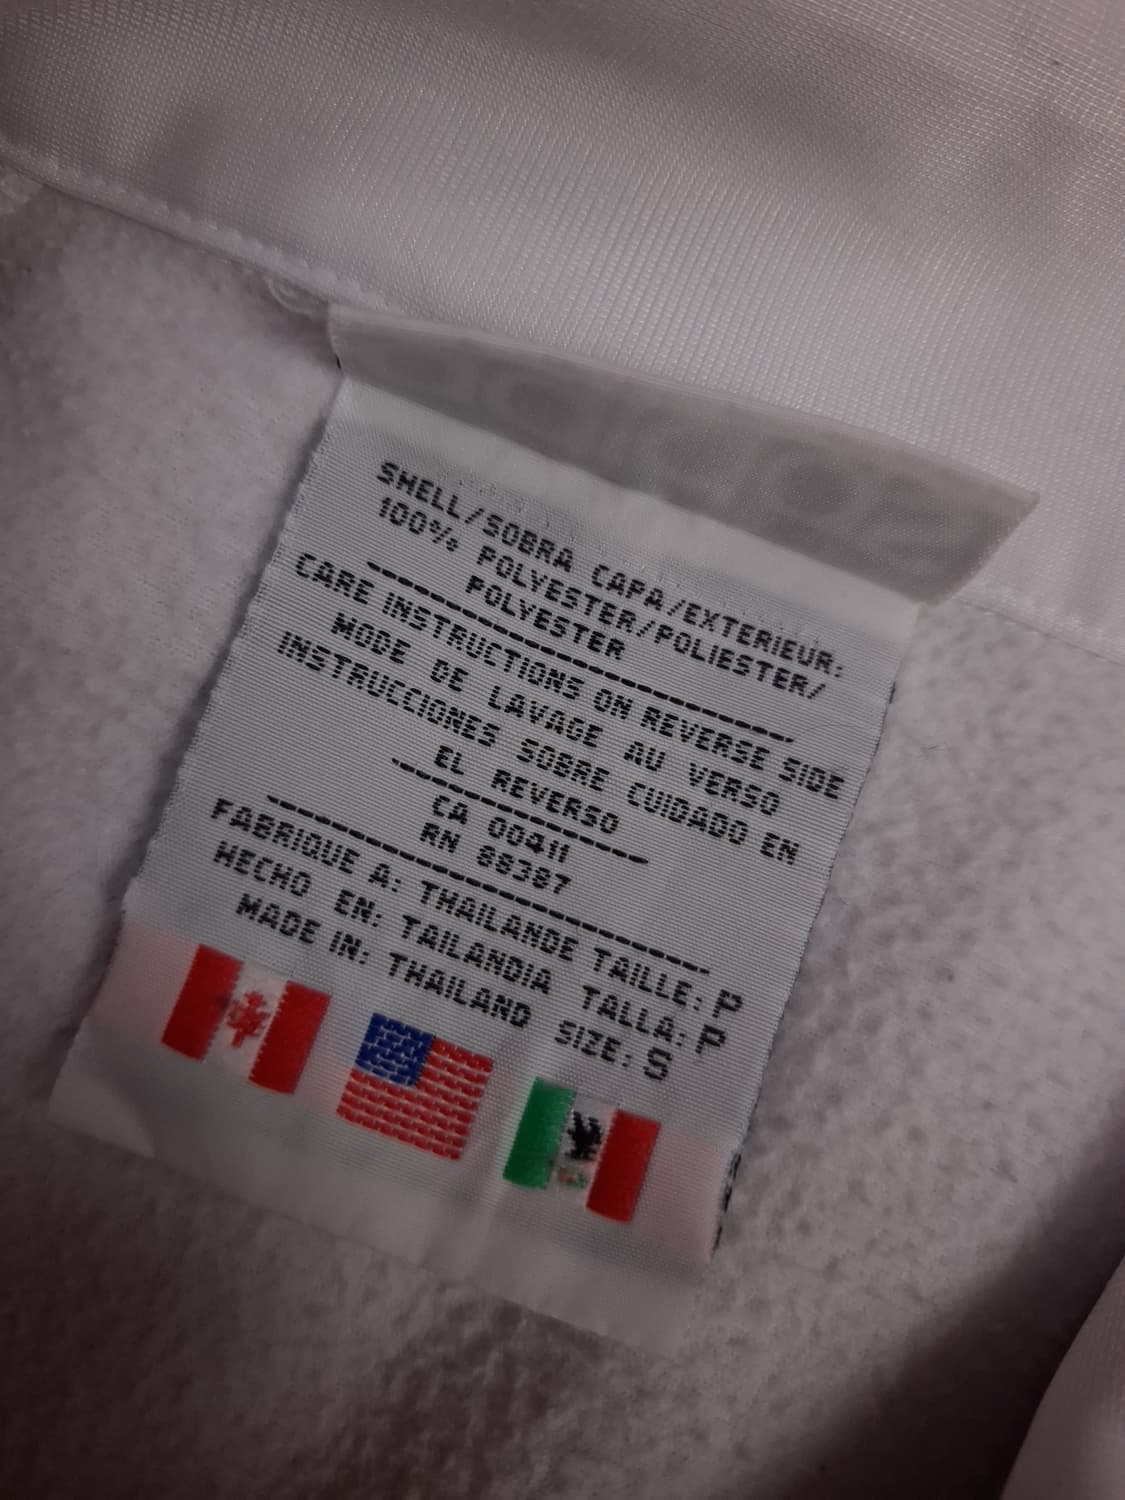 SHELL/SOBRA CAPA/EXTERIEUR:
100% POLYESTER/POLIESTER/
POLYESTER
CARE INSTRUCTIONS ON REVERSE SIDE
MODE DE LAVAGE AU VERSO
INSTRUCCIONES SOBRE CUIDADO EN
EL REVERSO
CA 00411
RN 88387
FABRIQUE A: THAILANDE TAILLE: P
HECHO EN: TAILANDIA TALLA: P
MADE IN: THAILAND SIZE: S